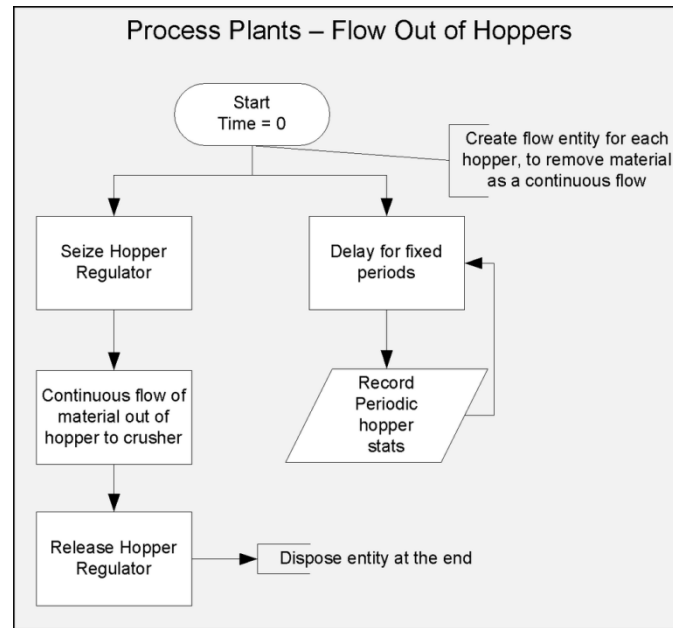 Process Plants – Flow Out of Hoppers
Start
Time = 0
Create flow entity for each
hopper, to remove material
as a continuous flow
Seize Hopper
Regulator
Delay for fixed
periods
Continuous flow of
material out of
hopper to crusher
Record
Periodic
hopper
stats
Release Hopper
Regulator
Dispose entity at the end